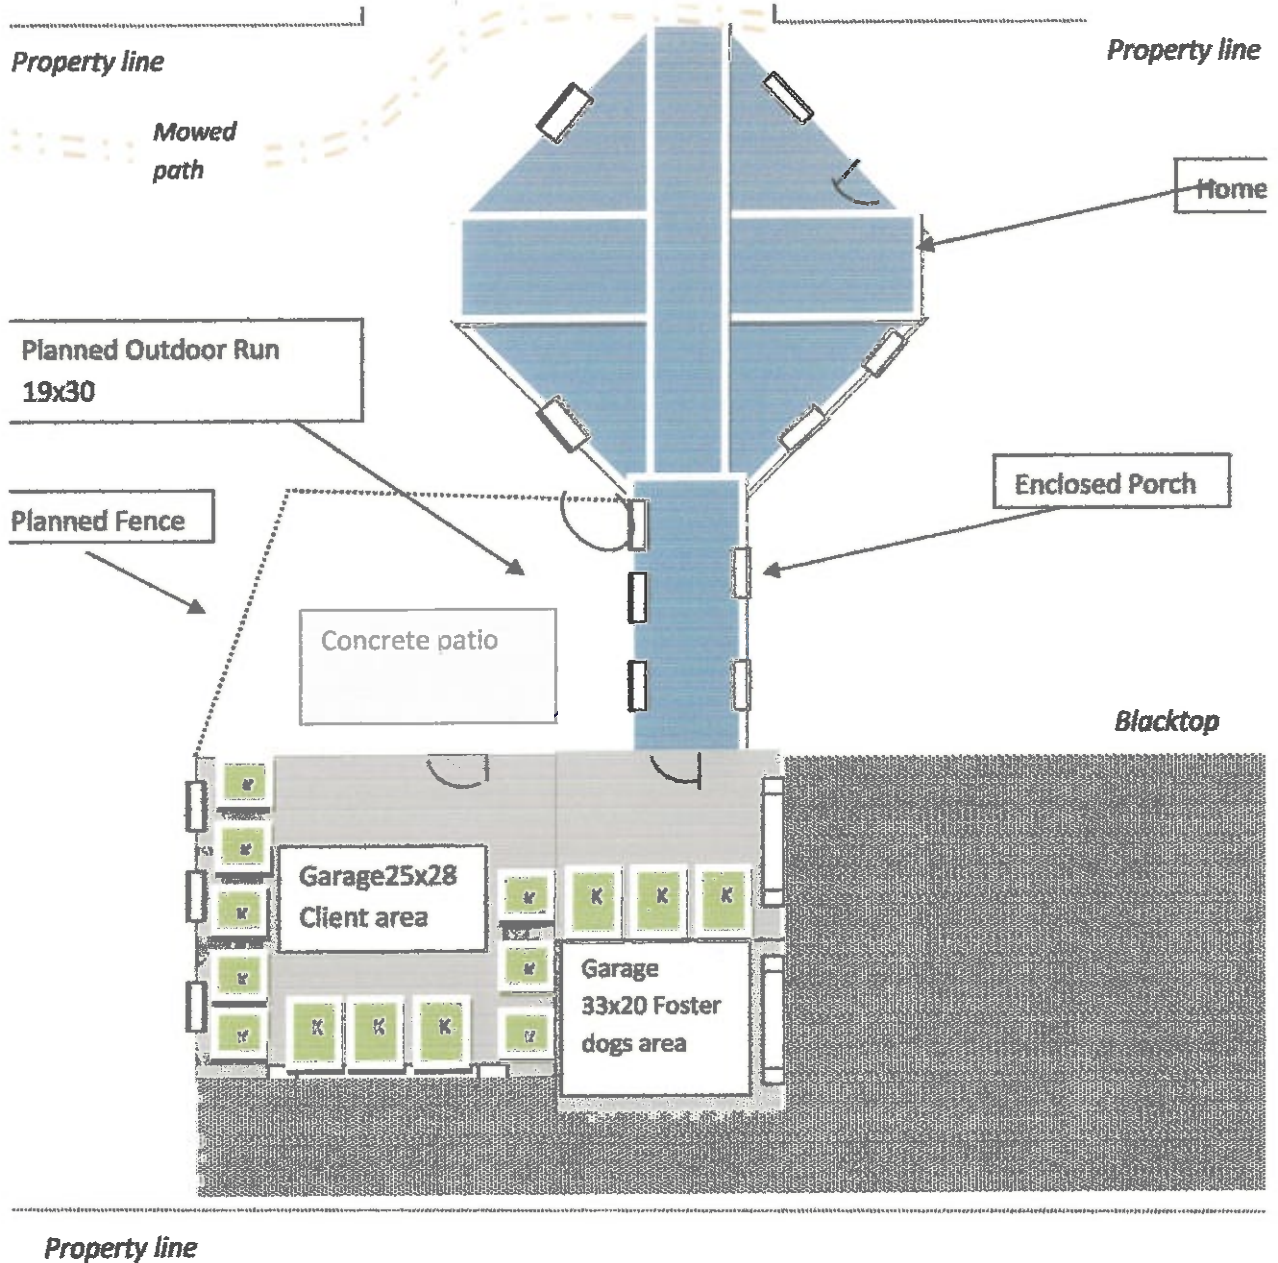 Property line
Property line
Mowed
path
Home
Planned Outdoor Run
19x30
Enclosed Porch
Planned Fence
Concrete patio
Blacktop
K
K
K
K
K
K
K
K
K
K
K
K
K
K
Garage25x28
Client area
Garage
33x20 Foster
dogs area
Property line